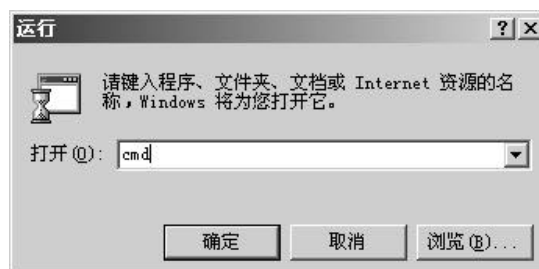 运行
请键入程序、文件夹、文档或 Internet 资源的名
称，Windows 将为您打开它。
打开(O): cmd
确定 取消 浏览(B)...